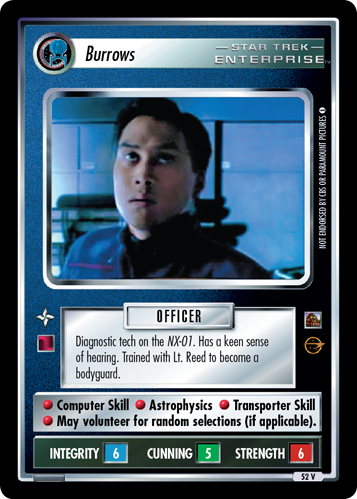 Burrows
STAR TREK
ENTERPRISE™
NOT ENDORSED BY CBS OR PARAMOUNT PICTURES
OFFICER
Diagnostic tech on the NX-01. Has a keen sense
of hearing. Trained with Lt. Reed to become a
bodyguard.
• Computer Skill • Astrophysics • Transporter Skill
• May volunteer for random selections (if applicable).
INTEGRITY 6 CUNNING 5 STRENGTH 6
52 V